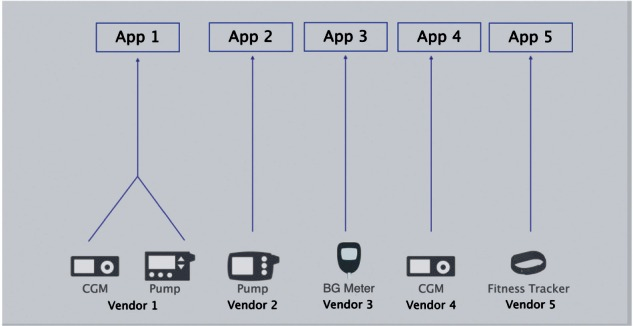 App 1 App 2 App 3 App 4 App 5
CGM Pump Pump BG Meter CGM Fitness Tracker
Vendor 1 Vendor 2 Vendor 3 Vendor 4 Vendor 5